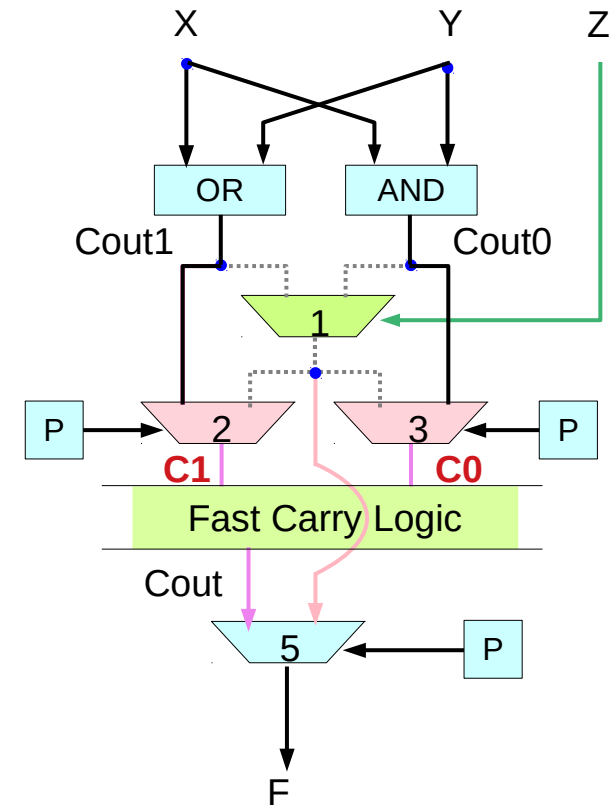 X Y Z
OR AND
Cout1 Cout0
1
P 2 3 P
C1 C0
Fast Carry Logic
Cout
5 P
F